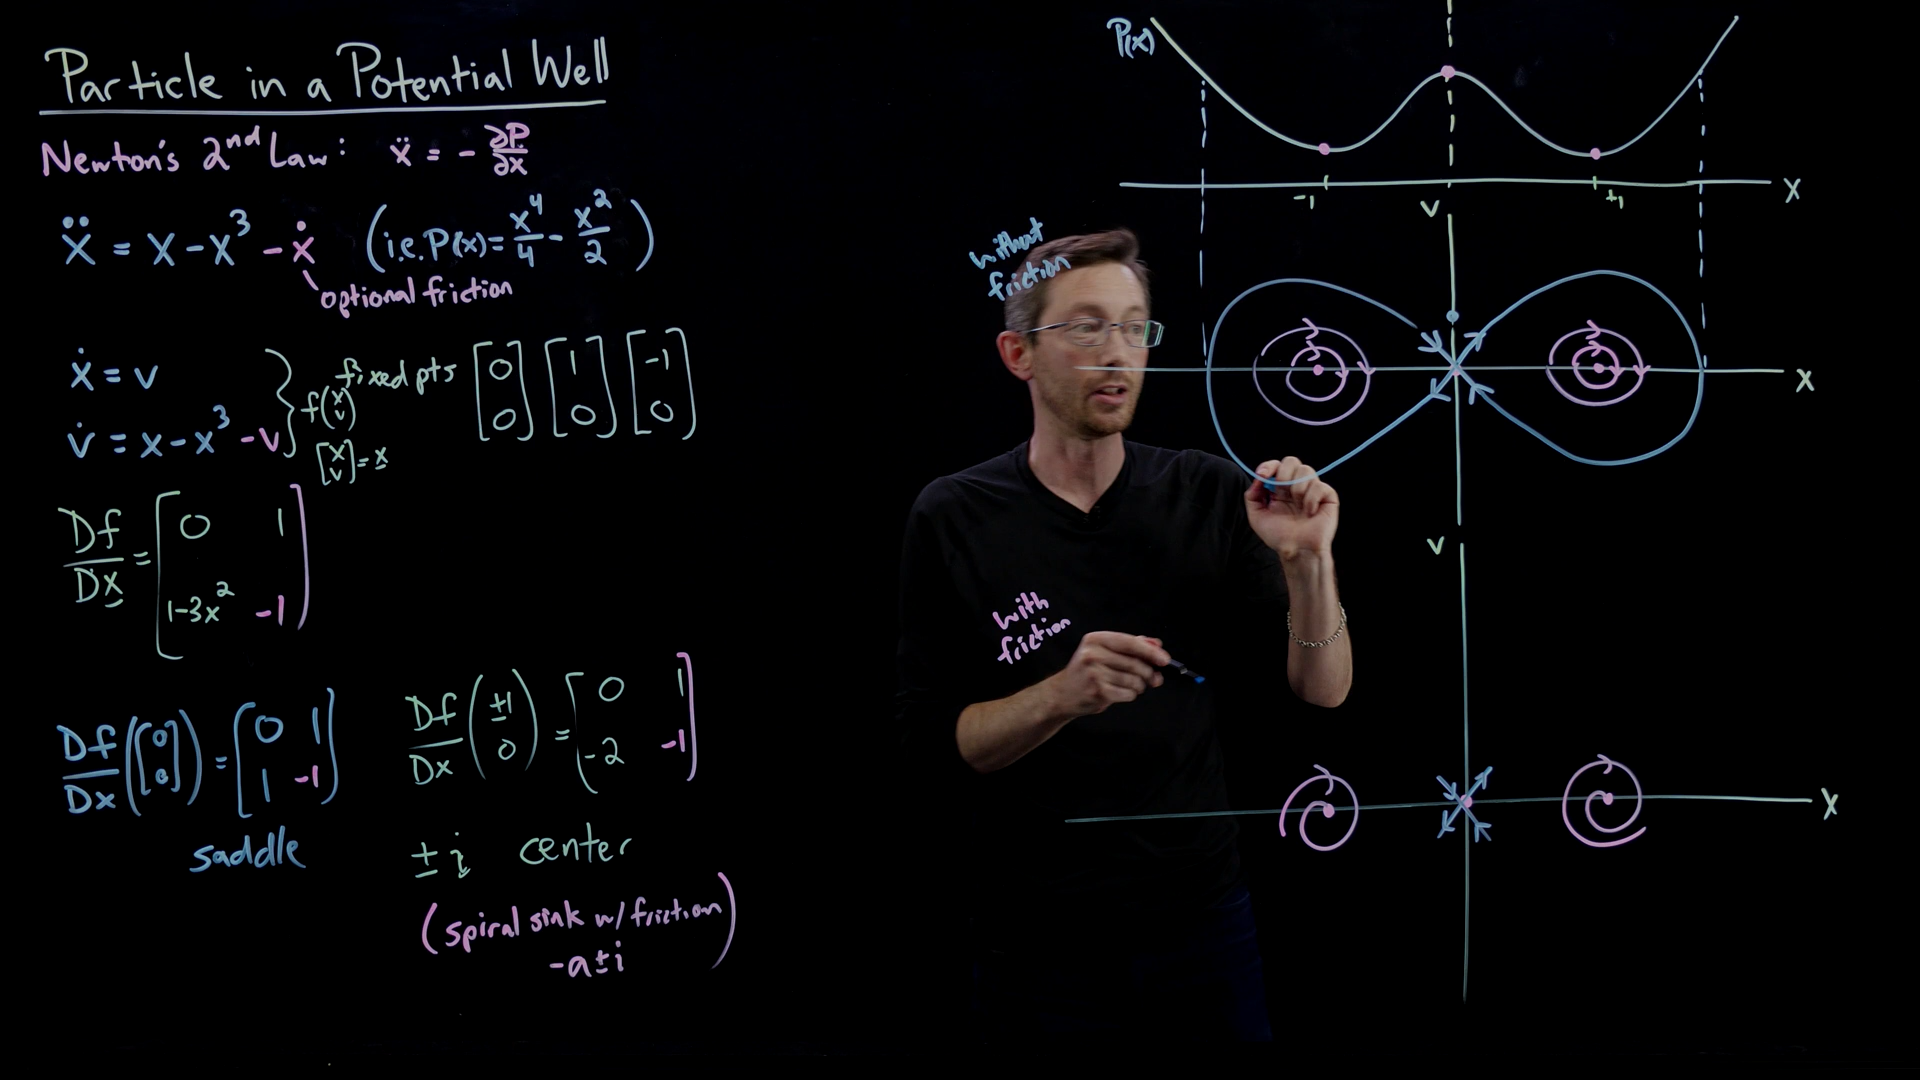 Particle in a Potential Well
Newton's 2nd Law: ẍ = - ∂P/∂x
ẍ = x - x³ - ẋ (i.e. P(x) = x⁴/4 - x²/2)
optional friction
ẋ = v
v̇ = x - x³ - v
f(x v)
[x v] = x
fixed pts [0 0] [1 0] [-1 0]
Df/Dx = [0 1
1-3x² -1]
Df/Dx([0 0]) = [0 1
1 -1]
saddle
Df/Dx(±1 0) = [0 1
-2 -1]
± i center
(spiral sink w/ friction)
-a ± i
P(x)
-1 +1 x
without
friction
v
x
with
friction
v
x